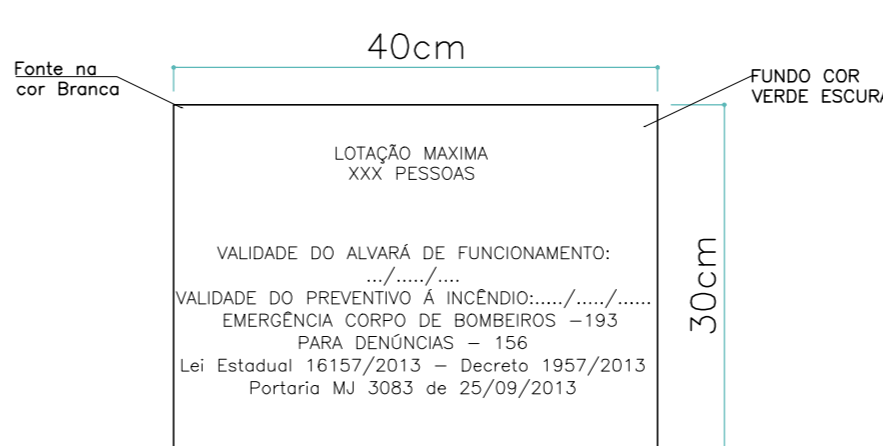 40cm
Fonte na
cor Branca
FUNDO COR
VERDE ESCURA
LOTAÇÃO MAXIMA
XXX PESSOAS
VALIDADE DO ALVARÁ DE FUNCIONAMENTO:
.../...../....
VALIDADE DO PREVENTIVO Á INCÊNDIO:...../...../......
EMERGÊNCIA CORPO DE BOMBEIROS -193
PARA DENÚNCIAS - 156
Lei Estadual 16157/2013 - Decreto 1957/2013
Portaria MJ 3083 de 25/09/2013
30cm